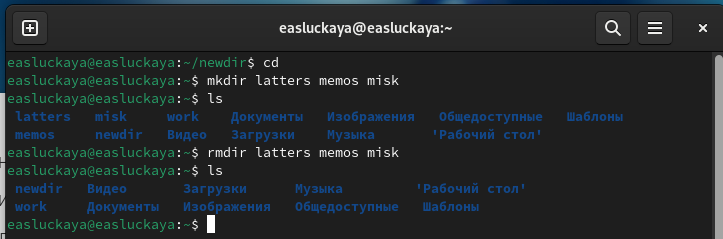 easluckaya@easluckaya:~
easluckaya@easluckaya:~/newdir$ cd
easluckaya@easluckaya:~$ mkdir latters memos misk
easluckaya@easluckaya:~$ ls
latters misk work Документы Изображения Общедоступные Шаблоны
memos newdir Видео Загрузки Музыка 'Рабочий стол'
easluckaya@easluckaya:~$ rmdir latters memos misk
easluckaya@easluckaya:~$ ls
newdir Видео Загрузки Музыка 'Рабочий стол'
work Документы Изображения Общедоступные Шаблоны
easluckaya@easluckaya:~$